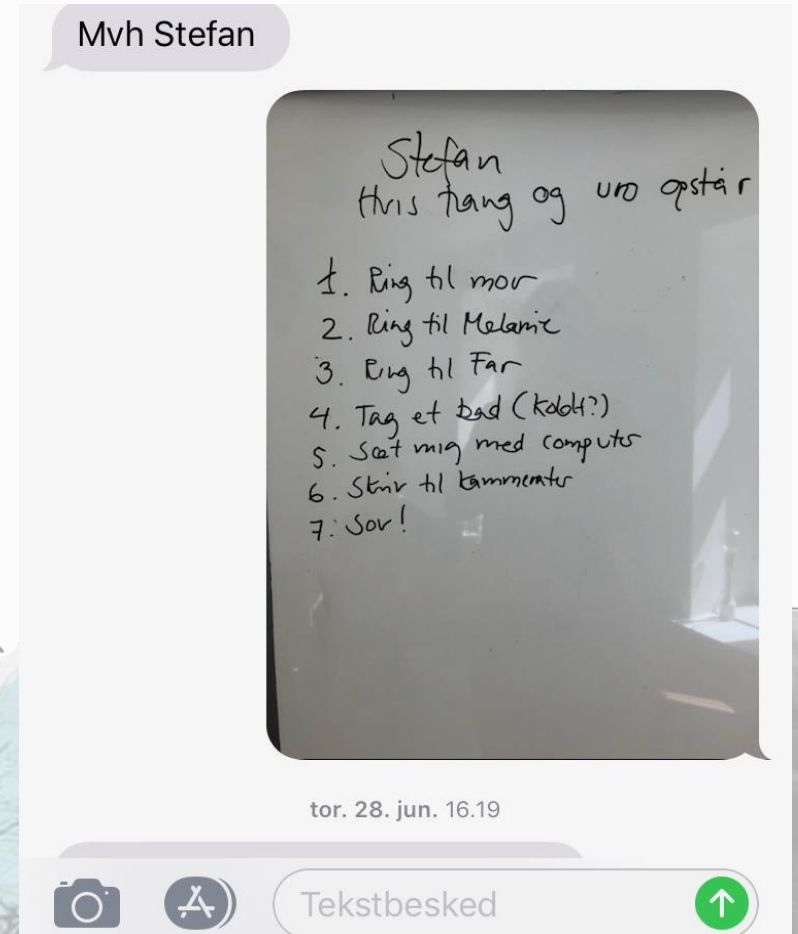 Mvh Stefan
Stefan
Hvis trang og uro opstår
1. Ring til mor
2. Ring til Melanie
3. Ring til Far
4. Tag et bad (koldt?)
5. Sæt mig med computer
6. Skriv til kammerater
7. Sov!
tor. 28. jun. 16.19
Tekstbesked